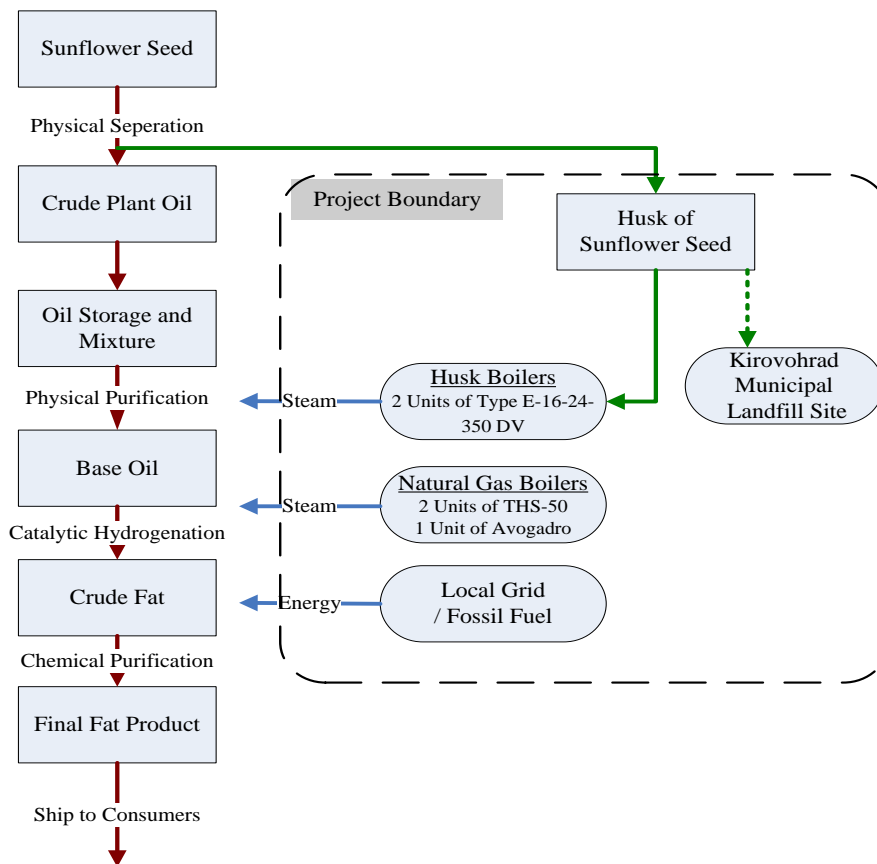 Sunflower Seed
Physical Seperation
Crude Plant Oil
Oil Storage and
Mixture
Physical Purification
Base Oil
Catalytic Hydrogenation
Crude Fat
Chemical Purification
Final Fat Product
Ship to Consumers
Project Boundary
Husk of
Sunflower Seed
Kirovohrad
Municipal
Landfill Site
Husk Boilers
2 Units of Type E-16-24-
350 DV
Steam
Natural Gas Boilers
2 Units of THS-50
1 Unit of Avogadro
Steam
Local Grid
/ Fossil Fuel
Energy